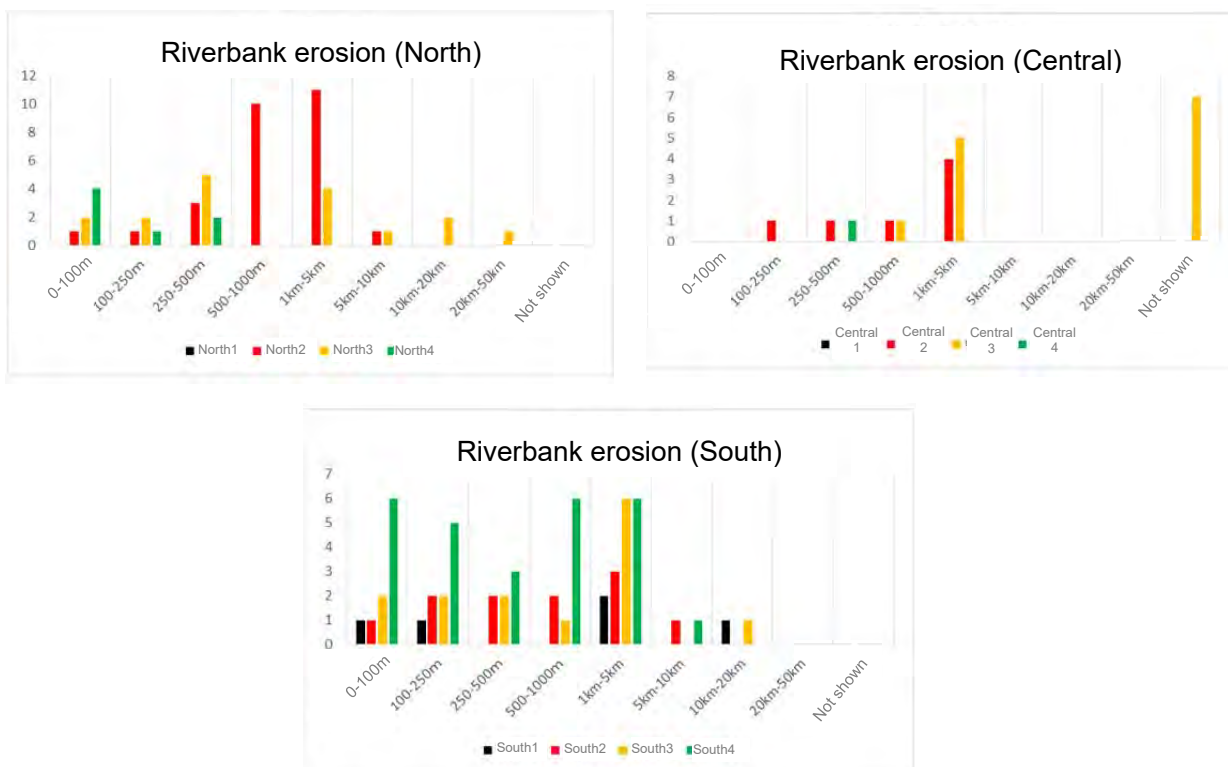 Riverbank erosion (North)
12
10
8
6
4
2
0
0-100m
100-250m
250-500m
500-1000m
1km-5km
5km-10km
10km-20km
20km-50km
Not shown
North1 North2 North3 North4
Riverbank erosion (Central)
8
7
6
5
4
3
2
1
0
0-100m
100-250m
250-500m
500-1000m
1km-5km
5km-10km
10km-20km
20km-50km
Not shown
Central 1 Central 2 Central 3 Central 4
Riverbank erosion (South)
7
6
5
4
3
2
1
0
0-100m
100-250m
250-500m
500-1000m
1km-5km
5km-10km
10km-20km
20km-50km
Not shown
South1 South2 South3 South4